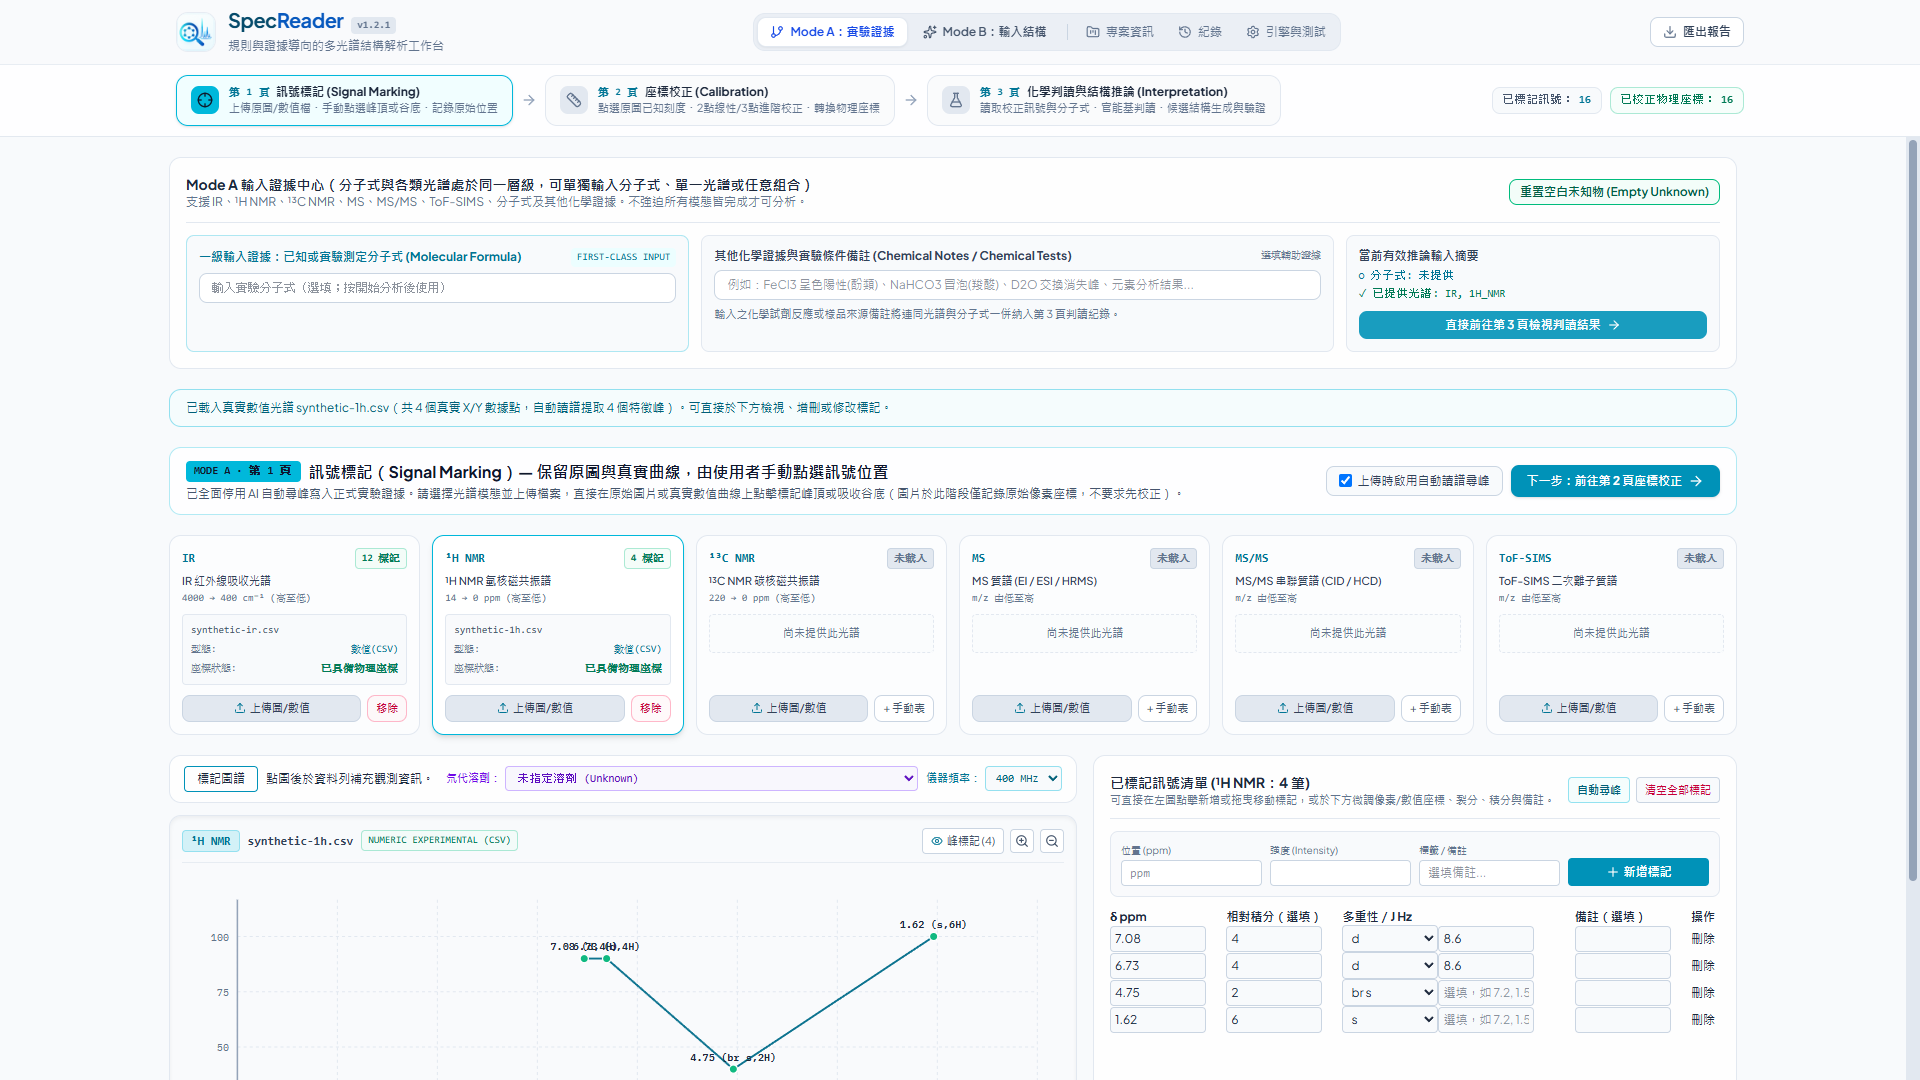 SpecReader v1.2.1
規則與證據導向的多光譜結構解析工作台
Mode A：實驗證據
Mode B：輸入結構
專案資訊
紀錄
引擎與測試
匯出報告
第 1 頁 訊號標記 (Signal Marking)
上傳原圖/數值檔 · 手動點選峰頂或谷底 · 記錄原始位置
第 2 頁 座標校正 (Calibration)
點選原圖已知刻度 · 2點線性/3點進階校正 · 轉換物理座標
第 3 頁 化學判讀與結構推論 (Interpretation)
讀取校正訊號與分子式 · 官能基判讀 · 候選結構生成與驗證
已標記訊號： 16
已校正物理座標： 16
Mode A 輸入證據中心（分子式與各類光譜處於同一層級，可單獨輸入分子式、單一光譜或任意組合）
支援 IR、¹H NMR、¹³C NMR、MS、MS/MS、ToF-SIMS、分子式及其他化學證據。不強迫所有模態皆完成才可分析。
重置空白未知物 (Empty Unknown)
一級輸入證據：已知或實驗測定分子式 (Molecular Formula)
FIRST-CLASS INPUT
輸入實驗分子式（選填；按開始分析後使用）
其他化學證據與實驗條件備註 (Chemical Notes / Chemical Tests)
選填輔助證據
例如：FeCl3 呈色陽性(酚類)、NaHCO3 冒泡(羧酸)、D2O 交換消失峰、元素分析結果...
輸入之化學試劑反應或樣品來源備註將連同光譜與分子式一併納入第 3 頁判讀紀錄。
當前有效推論輸入摘要
○ 分子式: 未提供
✓ 已提供光譜: IR, 1H_NMR
直接前往第 3 頁檢視判讀結果 →
已載入真實數值光譜 synthetic-1h.csv（共 4 個真實 X/Y 數據點，自動讀譜提取 4 個特徵峰）。可直接於下方檢視、增刪或修改標記。
MODE A · 第 1 頁 訊號標記（Signal Marking）— 保留原圖與真實曲線，由使用者手動點選訊號位置
已全面停用 AI 自動尋峰寫入正式實驗證據。請選擇光譜模態並上傳檔案，直接在原始圖片或真實數值曲線上點擊標記峰頂或吸收谷底（圖片於此階段僅記錄原始像素座標，不要求先校正）。
上傳時啟用自動讀譜尋峰
下一步：前往第 2 頁座標校正 →
IR
12 標記
IR 紅外線吸收光譜
4000 → 400 cm⁻¹ (高至低)
synthetic-ir.csv
型態: 數值(CSV)
座標狀態: 已具備物理座標
上傳圖/數值
移除
¹H NMR
4 標記
¹H NMR 氫核磁共振譜
14 → 0 ppm (高至低)
synthetic-1h.csv
型態: 數值(CSV)
座標狀態: 已具備物理座標
上傳圖/數值
移除
¹³C NMR
未載入
¹³C NMR 碳核磁共振譜
220 → 0 ppm (高至低)
尚未提供此光譜
上傳圖/數值
+ 手動表
MS
未載入
MS 質譜 (EI / ESI / HRMS)
m/z 由低至高
尚未提供此光譜
上傳圖/數值
+ 手動表
MS/MS
未載入
MS/MS 串聯質譜 (CID / HCD)
m/z 由低至高
尚未提供此光譜
上傳圖/數值
+ 手動表
ToF-SIMS
未載入
ToF-SIMS 二次離子質譜
m/z 由低至高
尚未提供此光譜
上傳圖/數值
+ 手動表
標記圖譜
點圖後於資料列補充觀測資訊。
氘代溶劑：
未指定溶劑 (Unknown)
儀器頻率：
400 MHz
¹H NMR
synthetic-1h.csv
NUMERIC EXPERIMENTAL (CSV)
峰標記 (4)
100
75
50
1.62 (s,6H)
4.75 (br s,2H)
已標記訊號清單 (¹H NMR：4 筆)
可直接在左圖點擊新增或拖曳移動標記，或於下方微調像素/數值座標、裂分、積分與備註。
自動尋峰
清空全部標記
位置 (ppm)
強度 (Intensity)
標籤 / 備註
ppm
選填備註...
＋ 新增標記
δ ppm 相對積分（選填） 多重性 / J Hz 備註（選填） 操作
7.08 4 d 8.6 刪除
6.73 4 d 8.6 刪除
4.75 2 br s 選填，如 7.2, 1.5 刪除
1.62 6 s 選填，如 7.2, 1.5 刪除